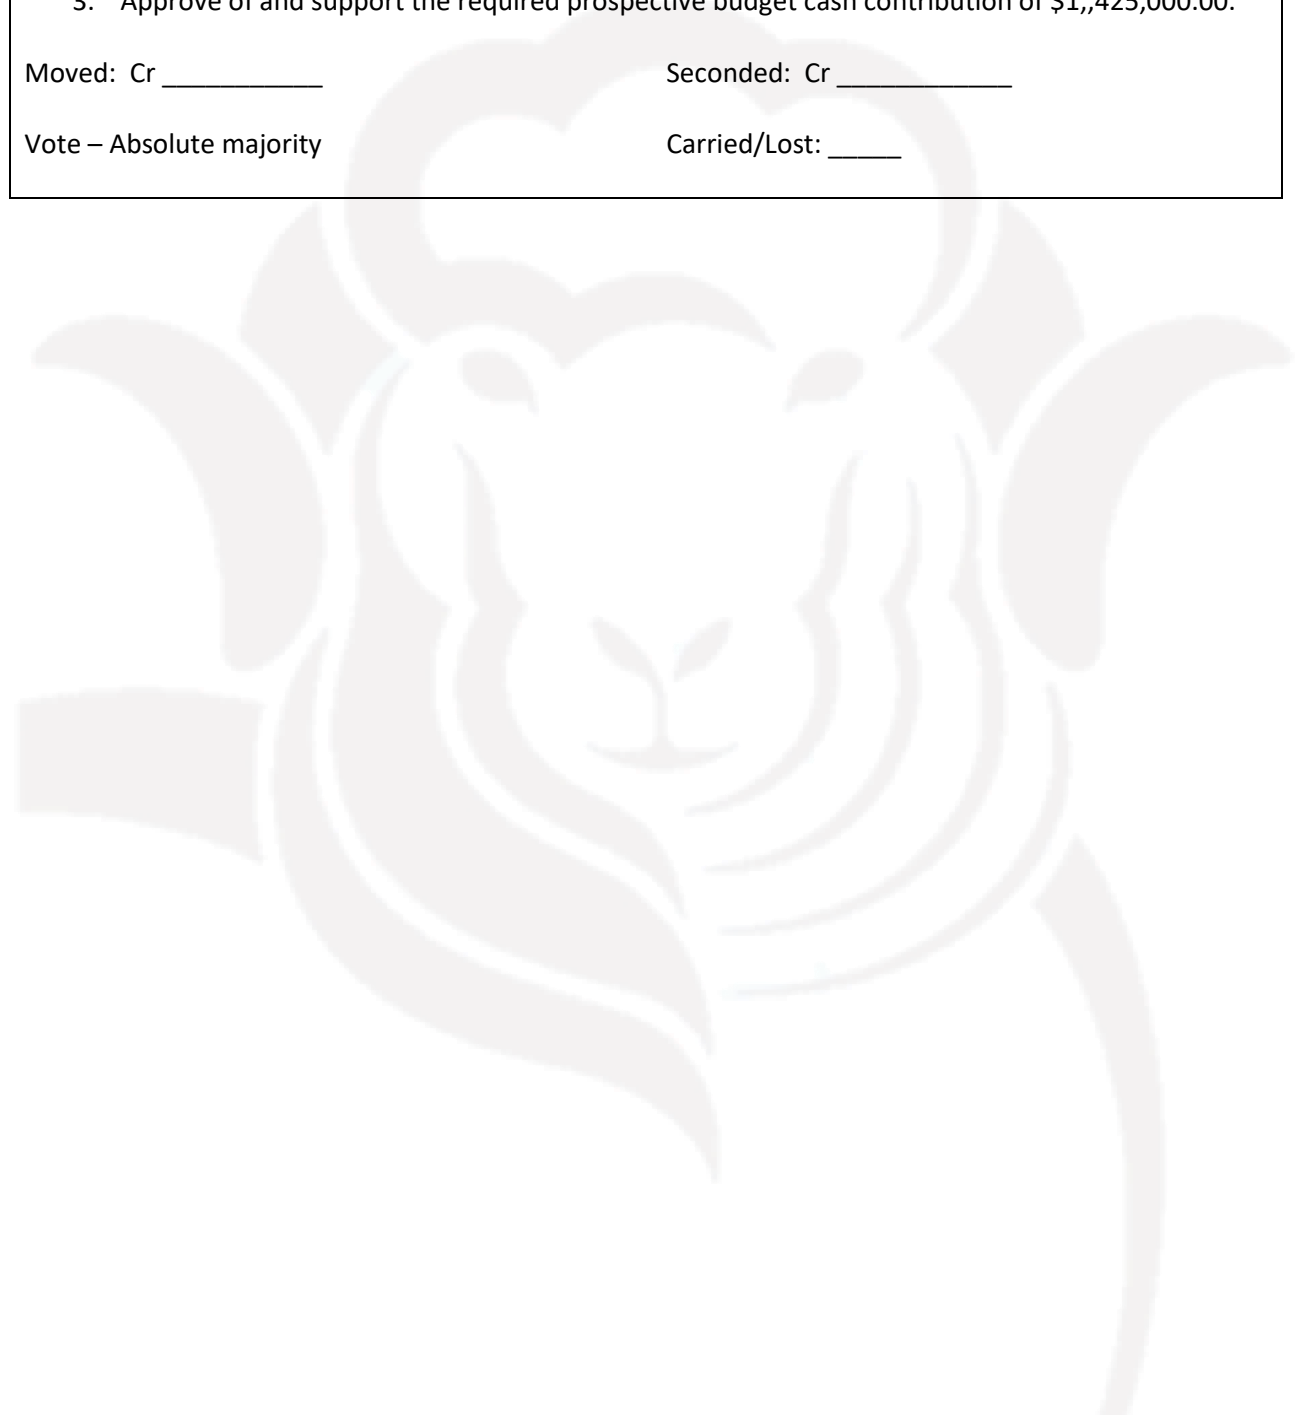 3. Approve of and support the required prospective budget cash contribution of $1,,425,000.00.
Moved: Cr ___________ Seconded: Cr ____________
Vote – Absolute majority Carried/Lost: _____